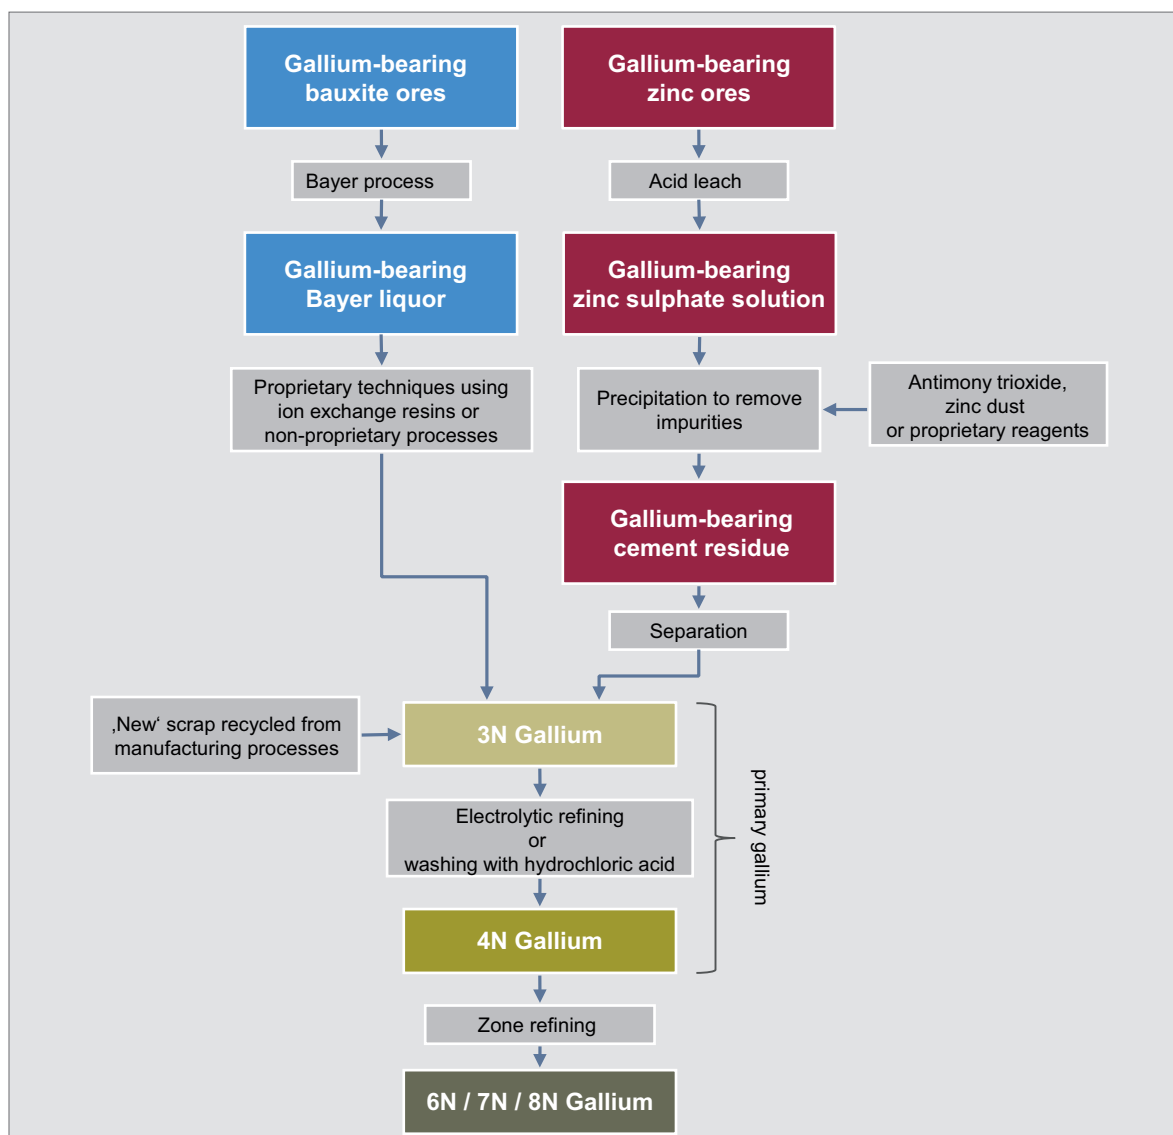 Gallium-bearing
bauxite ores
Gallium-bearing
zinc ores
Bayer process
Acid leach
Gallium-bearing
Bayer liquor
Gallium-bearing
zinc sulphate solution
Proprietary techniques using
ion exchange resins or
non-proprietary processes
Precipitation to remove
impurities
Antimony trioxide,
zinc dust
or proprietary reagents
Gallium-bearing
cement residue
Separation
‚New‘ scrap recycled from
manufacturing processes
3N Gallium
primary gallium
Electrolytic refining
or
washing with hydrochloric acid
4N Gallium
Zone refining
6N / 7N / 8N Gallium